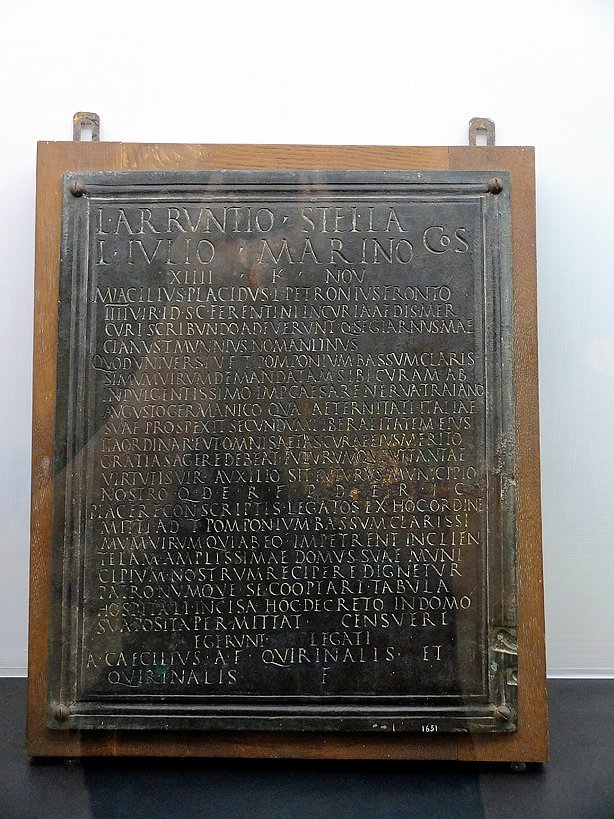 L·ARRVNTIO · STELLA
L·IVLIO MARINO COS
XIIII K · NOV
M·ACILIVS·PLACIDVS·L·PETRONIVS·FRONTO
IIII VIR·I·D·S·C·FERENTINI IN CVRIA AEDIS MER
CVRI·SCRIBVNDO ADFVERVNT·Q·SEGIARNVS MAE
CIANVS·T·MVNNIVS·NOMANTINVS
QVOD VNIVERSI V·F·T·POMPONIVM BASSVM CLARIS
SIMVM VIRVM DEMANDATAM SIBI CVRAM AB
INDVLGENTISSIMO IMP CAESARE NERVA TRAIANO
AVGVSTO GERMANICO QVA AETERNITATI ITALIAE
SVAE PROSPEXIT SECVNDVM LIBERALITATEM EIVS
ITA ORDINARE VT OMNIS AETAS CVRAE EIVS MERITO
GRATIAS AGERE DEBEAT FVTVRVMQ VT TANTAE
VIRTVTIS VIR AVXILIO SIT FVTVRVS MVNICIPIO
NOSTRO Q D E R F P D E R I C
PLACERE CONSCRIPTIS LEGATOS EX HOC ORDINE
MITTI AD T POMPONIVM BASSVM CLARISSI
MVM VIRVM QVI AB EO IMPETRENT IN CLIEN
TELAM AMPLISSIMAE DOMVS SVAE MVNI
CIPIVM NOSTRVM RECIPERE DIGNETVR
PATRONVMQVE SE COOPTARI TABVLA
HOSPITALI INCISA HOC DECRETO IN DOMO
SVA POSITA PERMITTAT CENSVERE
EGERVNT LEGATI
A·CAECILIVS·A·F·QVIRINALIS·ET
QVIRINALIS F
1651